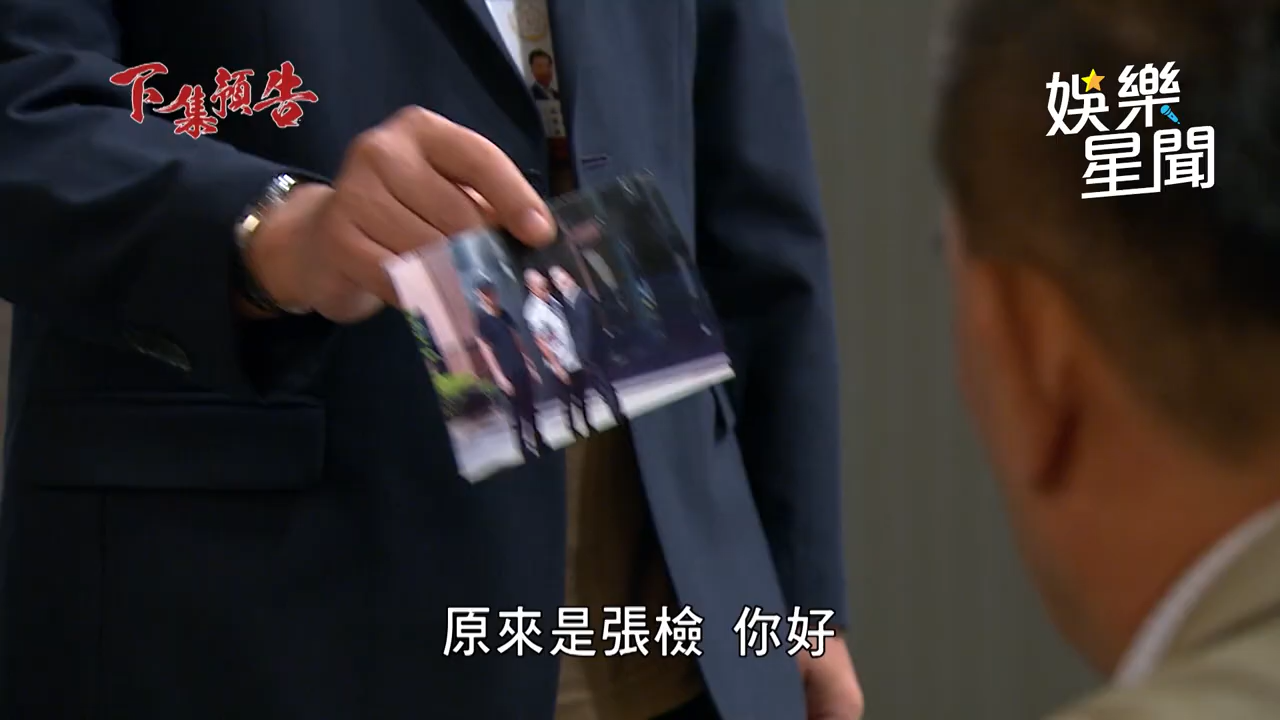 下集預告
娛樂
星聞
原來是張檢 你好